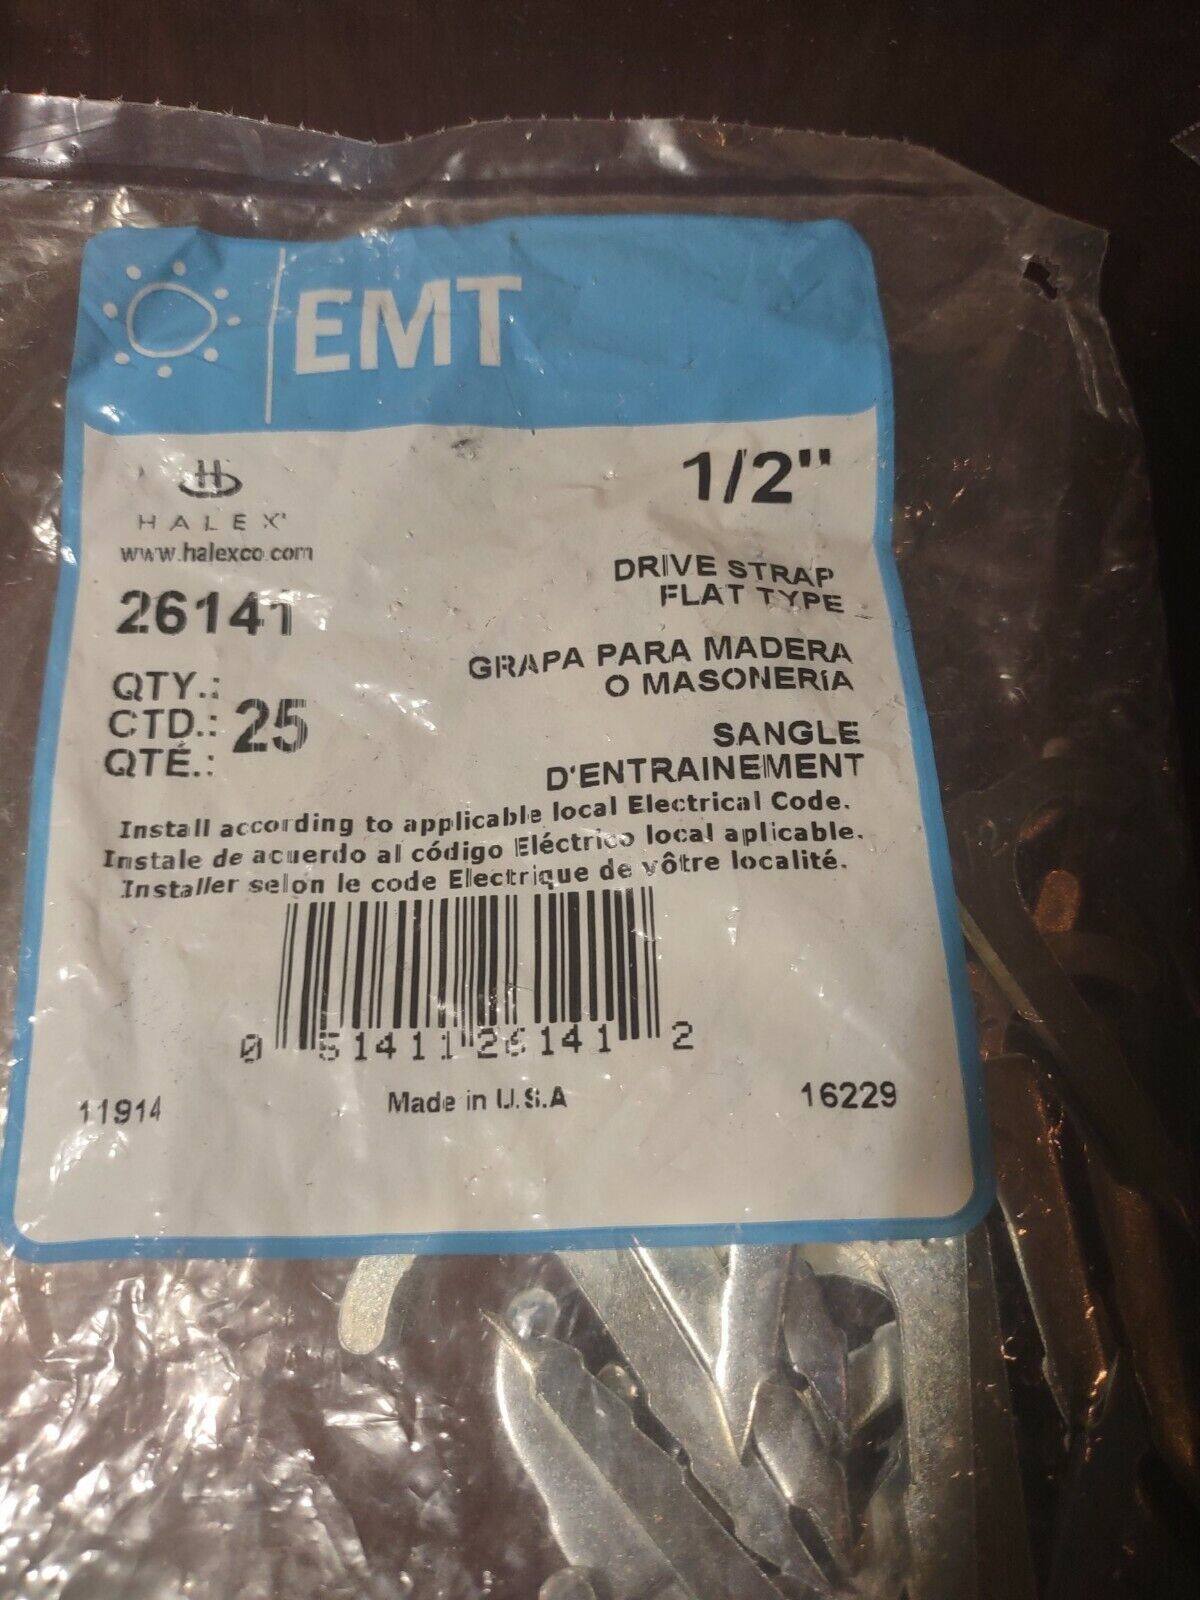 EMT
HALEX
www.halexco.com
26141
QTY.:
CTD.: 25
QTÉ.:
1/2"
DRIVE STRAP
FLAT TYPE
GRAPA PARA MADERA
O MASONERíA
SANGLE
D'ENTRAINEMENT
Install according to applicable local Electrical Code.
Instale de acuerdo al código Eléctrico local aplicable.
Installer selon le code Electrique de vôtre localité.
0 51411 26141 2
11914
Made in U.S.A
16229